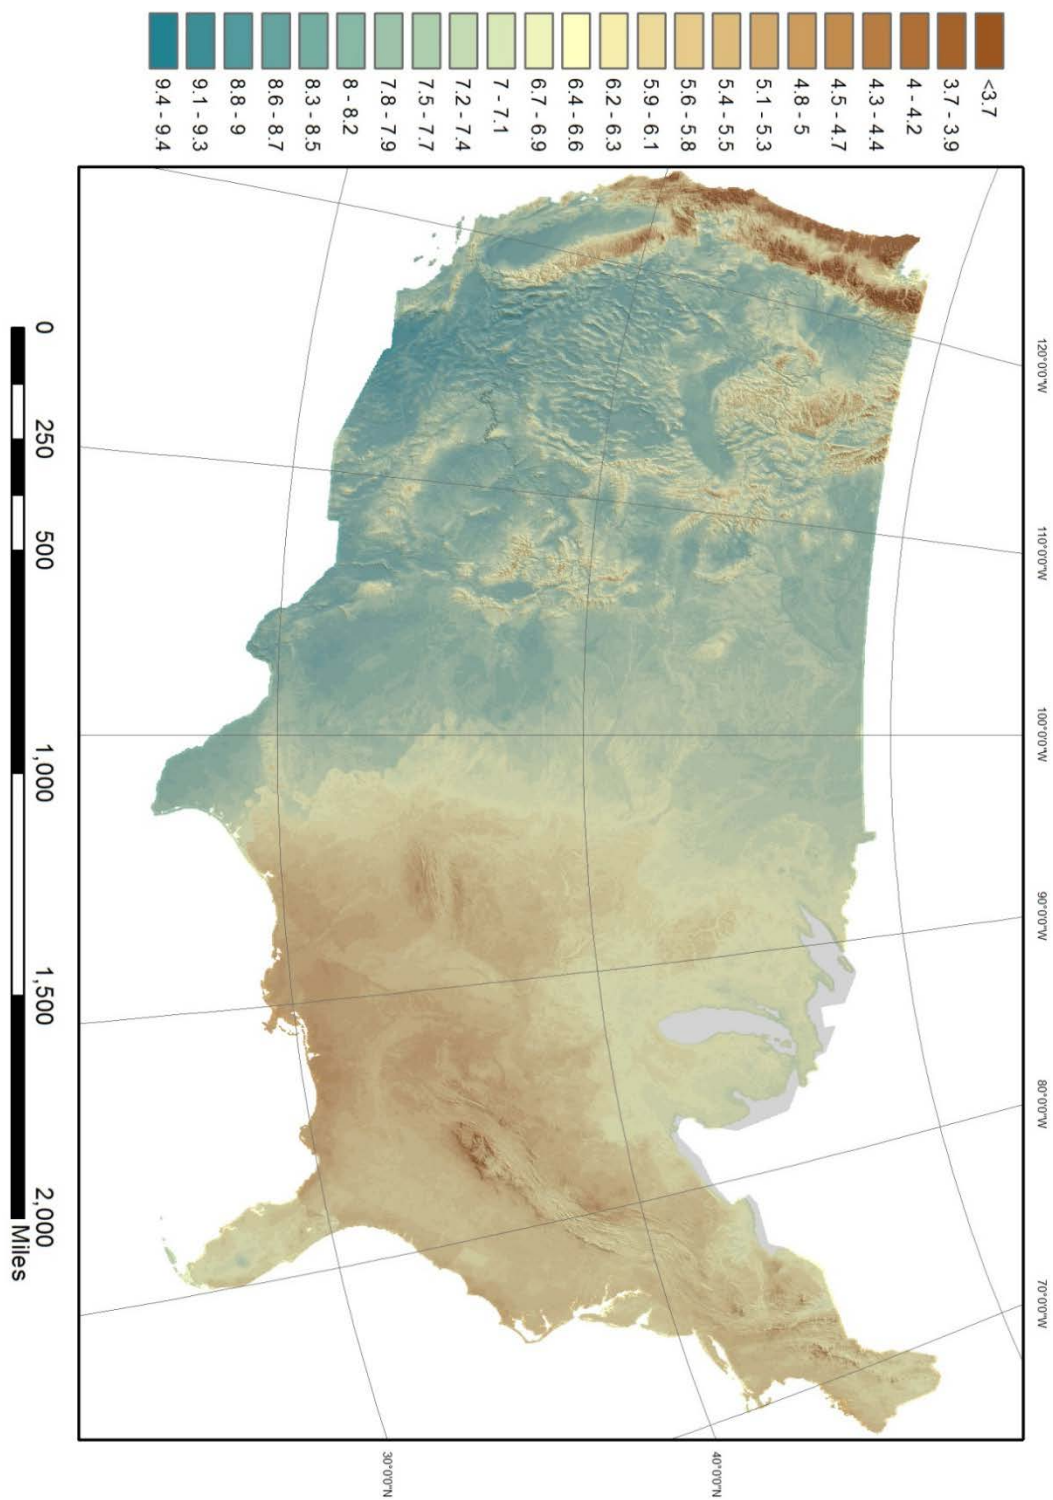 120°0'0"W 110°0'0"W 100°0'0"W 90°0'0"W 80°0'0"W 70°0'0"W
<3.7
3.7 - 3.9
4 - 4.2
4.3 - 4.4
4.5 - 4.7
4.8 - 5
5.1 - 5.3
5.4 - 5.5
5.6 - 5.8
5.9 - 6.1
6.2 - 6.3
6.4 - 6.6
6.7 - 6.9
7 - 7.1
7.2 - 7.4
7.5 - 7.7
7.8 - 7.9
8 - 8.2
8.3 - 8.5
8.6 - 8.7
8.8 - 9
9.1 - 9.3
9.4 - 9.4
40°0'0"N
30°0'0"N
0 250 500 1,000 1,500 2,000
Miles